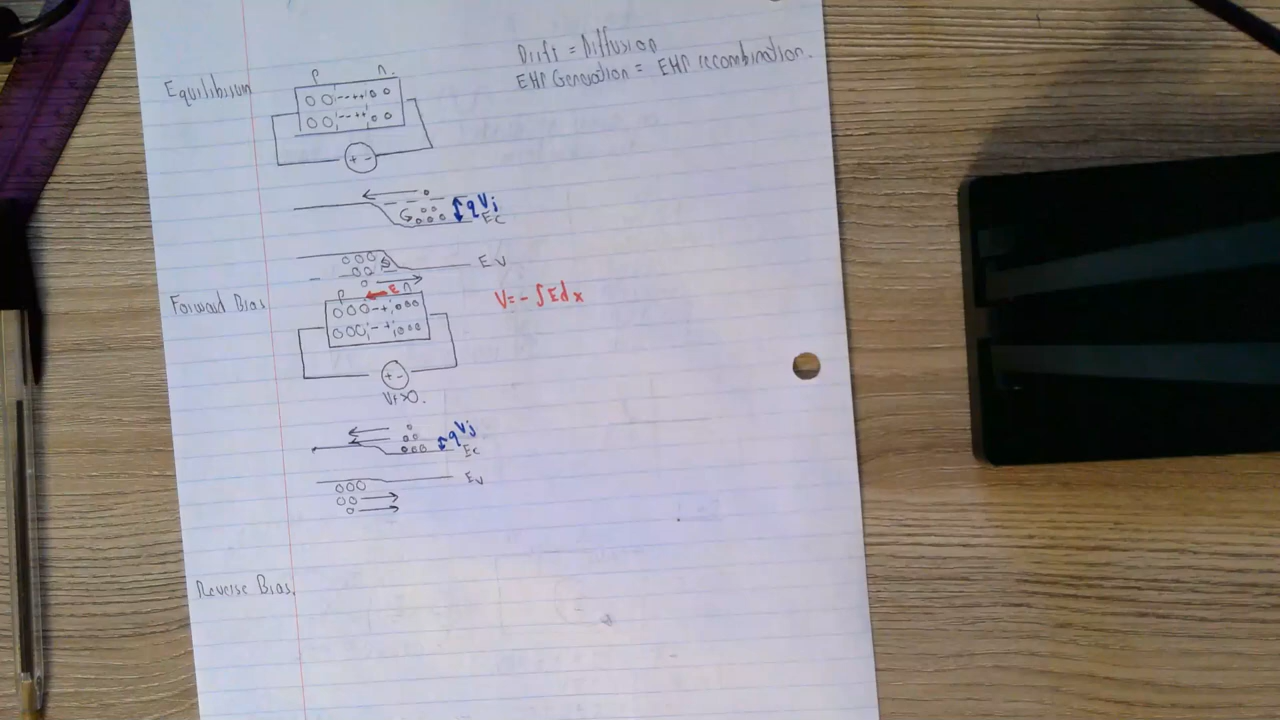 Drift = Diffusion
Equilibrium
EHP Generation = EHP recombination.
p n.
--++
--++
+ -
qVj
Ec
Ev
Forward Bias
p ε n
V = - ∫Edx
-+
-+
+ -
Vf>0.
qVj
Ec
Ev
Reverse Bias.